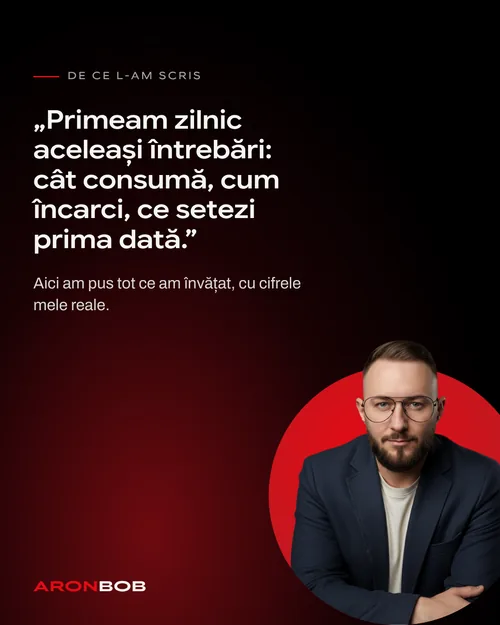 DE CE L-AM SCRIS
„Primeam zilnic
aceleași întrebări:
cât consumă, cum
încarci, ce setezi
prima dată.”
Aici am pus tot ce am învățat, cu cifrele
mele reale.
ARONBOB